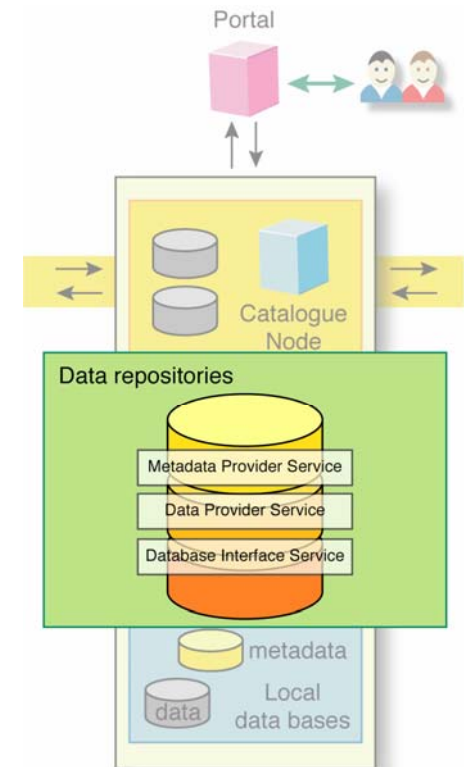 Portal
Catalogue
Node
Data repositories
Metadata Provider Service
Data Provider Service
Database Interface Service
metadata
data
Local
data bases